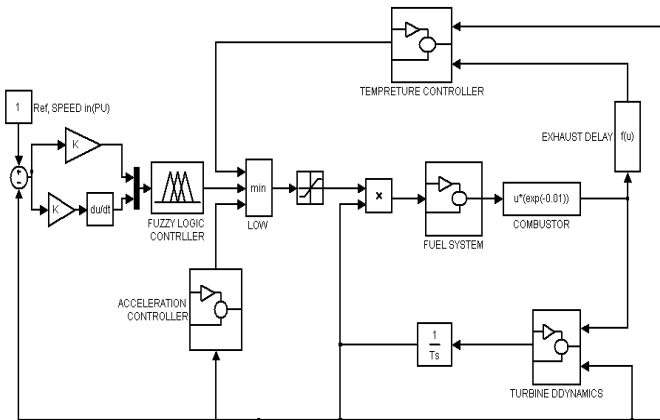 TEMPRETURE CONTROLLER
1
Ref, SPEED in(PU)
K
K
du/dt
FUZZY LOGIC
CONTRLLER
min
LOW
x
FUEL SYSTEM
u*(exp(-0.01))
COMBUSTOR
EXHAUST DELAY
f(u)
ACCELERATION
CONTROLLER
1
Ts
TURBINE DDYNAMICS